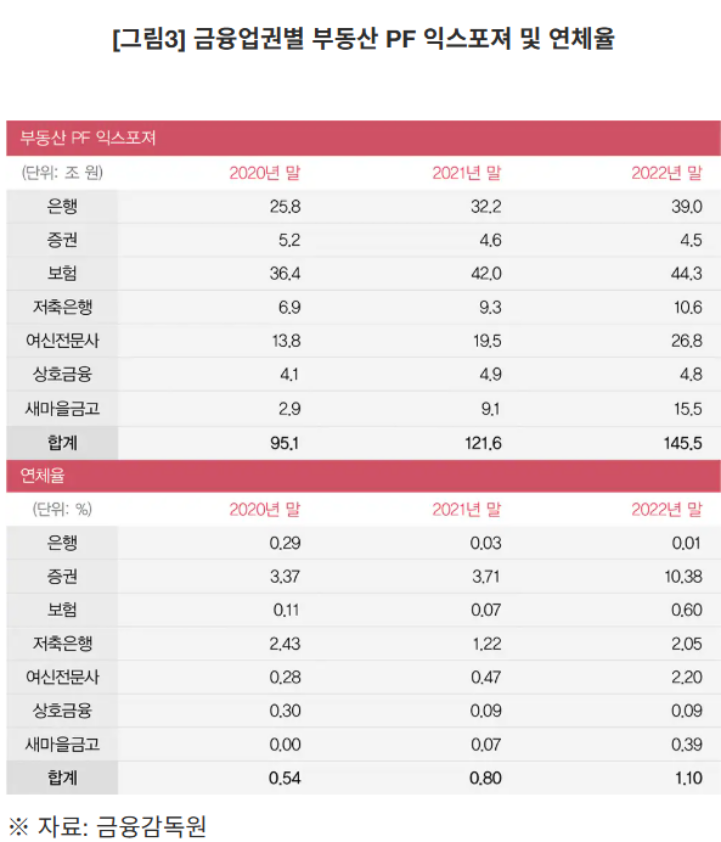 [그림3] 금융업권별 부동산 PF 익스포져 및 연체율
부동산 PF 익스포져
(단위: 조 원) 2020년 말 2021년 말 2022년 말
은행 25.8 32.2 39.0
증권 5.2 4.6 4.5
보험 36.4 42.0 44.3
저축은행 6.9 9.3 10.6
여신전문사 13.8 19.5 26.8
상호금융 4.1 4.9 4.8
새마을금고 2.9 9.1 15.5
합계 95.1 121.6 145.5
연체율
(단위: %) 2020년 말 2021년 말 2022년 말
은행 0.29 0.03 0.01
증권 3.37 3.71 10.38
보험 0.11 0.07 0.60
저축은행 2.43 1.22 2.05
여신전문사 0.28 0.47 2.20
상호금융 0.30 0.09 0.09
새마을금고 0.00 0.07 0.39
합계 0.54 0.80 1.10
※ 자료: 금융감독원